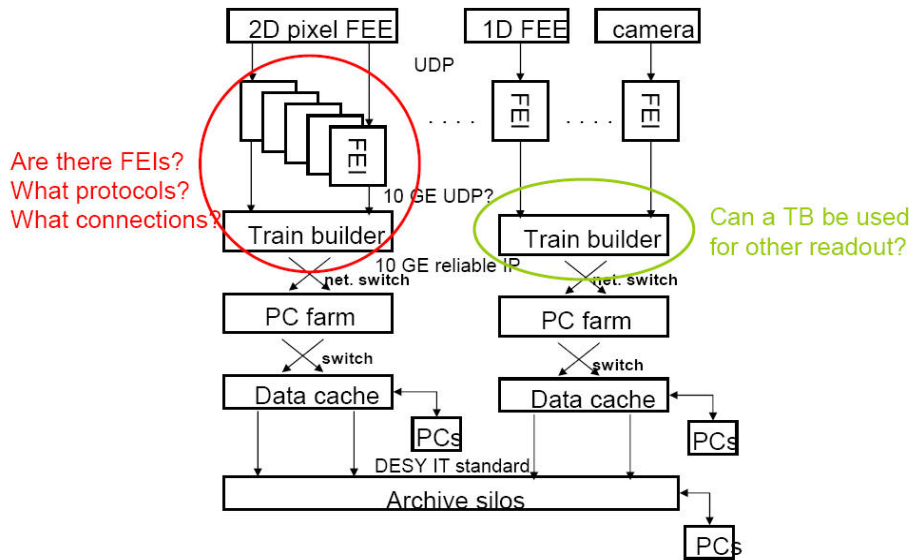 2D pixel FEE
1D FEE
camera
UDP
FEI
. . . .
FEI
. . . .
FEI
Are there FEIs?
What protocols?
What connections?
10 GE UDP?
Train builder
Train builder
Can a TB be used
for other readout?
10 GE reliable IP
net. switch
net. switch
PC farm
PC farm
switch
switch
Data cache
Data cache
PCs
PCs
DESY IT standard
Archive silos
PCs